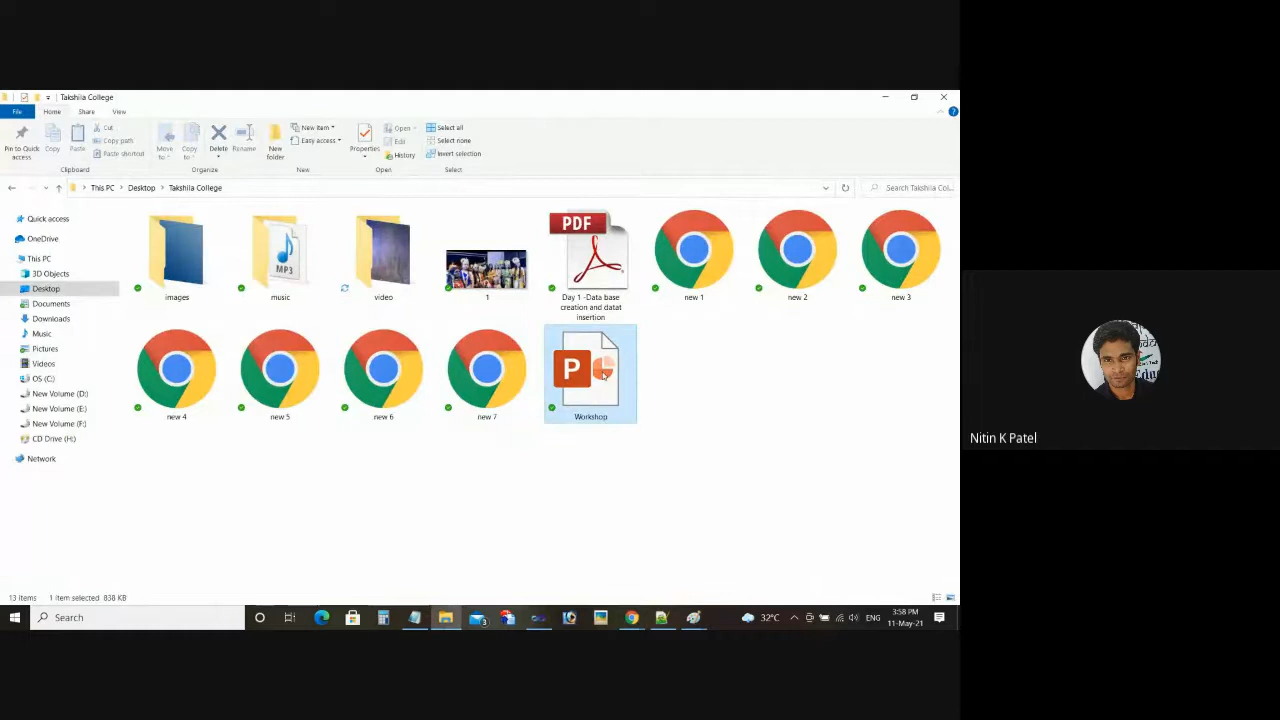 Takshila College
File Home Share View
Pin to Quick access
Copy
Paste
Cut
Copy path
Paste shortcut
Clipboard
Move to
Copy to
Delete
Rename
Organize
New folder
New item
Easy access
New
Properties
Open
Edit
History
Open
Select all
Select none
Invert selection
Select
This PC Desktop Takshila College
Search Takshila Col...
Quick access
OneDrive
This PC
3D Objects
Desktop
Documents
Downloads
Music
Pictures
Videos
OS (C:)
New Volume (D:)
New Volume (E:)
New Volume (F:)
CD Drive (H:)
Network
MP3
PDF
images
music
video
1
Day 1 -Data base
creation and datat
insertion
new 1
new 2
new 3
P
new 4
new 5
new 6
new 7
Workshop
13 items 1 item selected 838 KB
Search
3
32°C
ENG
3:58 PM
11-May-21
Nitin K Patel